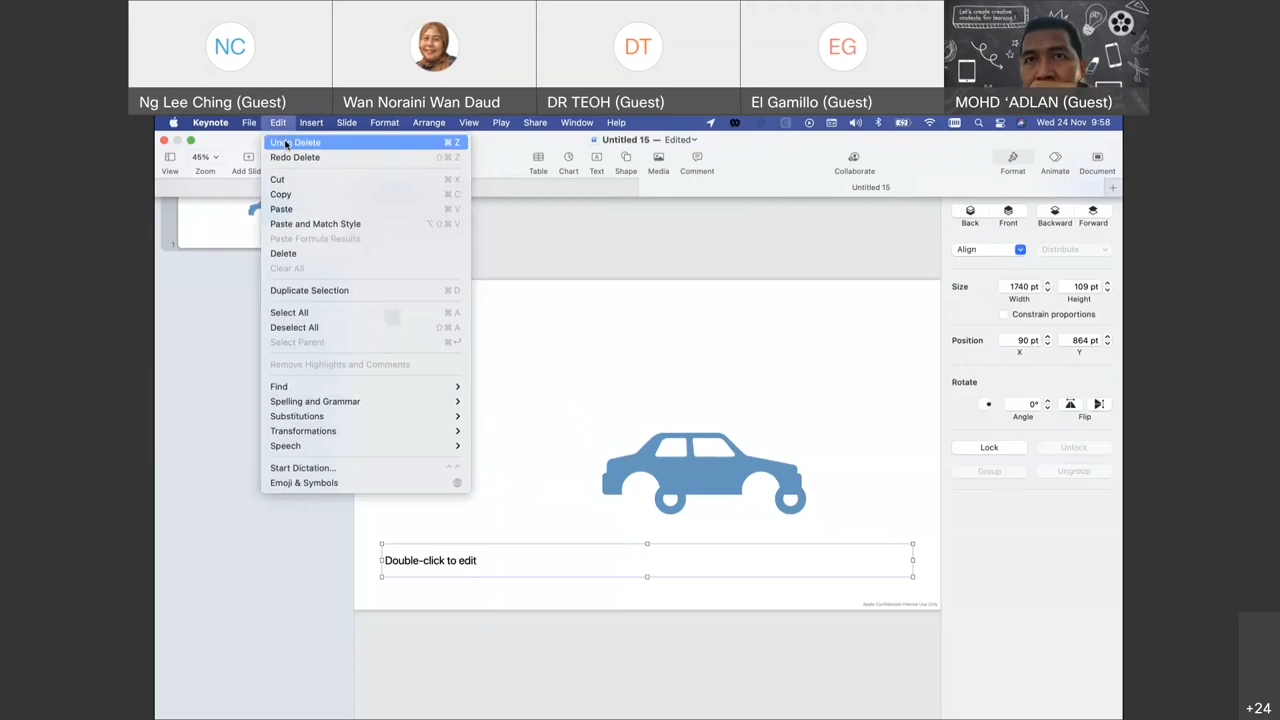 Let's create creative
contents for learning!
NC
DT
EG
Ng Lee Ching (Guest)
Wan Noraini Wan Daud
DR TEOH (Guest)
El Gamillo (Guest)
MOHD ‘ADLAN (Guest)
Keynote File Edit Insert Slide Format Arrange View Play Share Window Help
Wed 24 Nov 9:58
Untitled 15 — Edited
45%
View Zoom Add Slid
Table Chart Text Shape Media Comment
Collaborate
Format Animate Document
Untitled 15
Undo Delete ⌘ Z
Redo Delete ⇧⌘ Z
Cut ⌘ X
Copy ⌘ C
Paste ⌘ V
Paste and Match Style ⌥⇧⌘ V
Paste Formula Results
Delete
Clear All
Duplicate Selection ⌘ D
Select All ⌘ A
Deselect All ⇧⌘ A
Select Parent ⌘↩
Remove Highlights and Comments
Find
Spelling and Grammar
Substitutions
Transformations
Speech
Start Dictation...
Emoji & Symbols
1
Double-click to edit
Apple Confidential-Internal Use Only
Back Front Backward Forward
Align Distribute
Size 1740 pt 109 pt
Width Height
Constrain proportions
Position 90 pt 864 pt
X Y
Rotate
0°
Angle Flip
Lock Unlock
Group Ungroup
+24